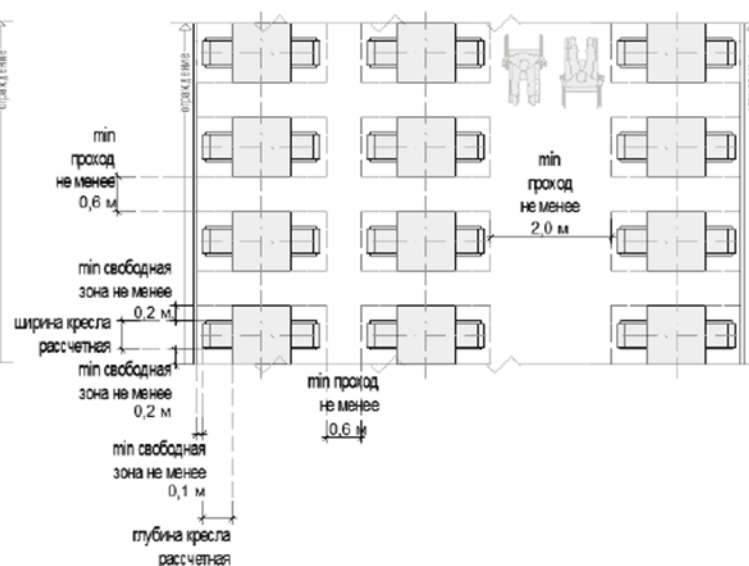 ограждение
ограждение
min
проход
не менее
0,6 м
min
проход
не менее
2,0 м
min свободная
зона не менее
0,2 м
ширина кресла
рассчетная
min свободная
зона не менее
0,2 м
min проход
не менее
0,6 м
min свободная
зона не менее
0,1 м
глубина кресла
рассчетная